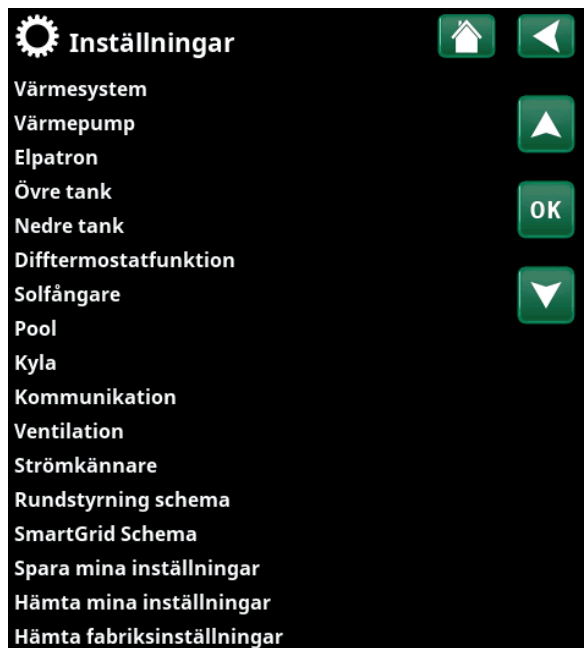 Inställningar
Värmesystem
Värmepump
Elpatron
Övre tank
OK
Nedre tank
Difftermostatfunktion
Solfångare
Pool
Kyla
Kommunikation
Ventilation
Strömkännare
Rundstyrning schema
SmartGrid Schema
Spara mina inställningar
Hämta mina inställningar
Hämta fabriksinställningar